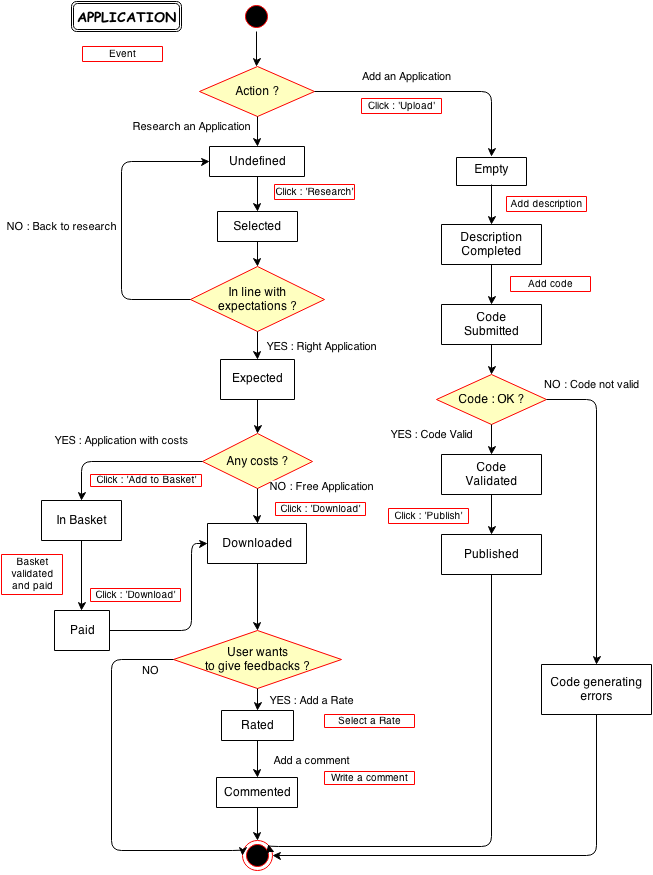 APPLICATION
Event
Action ?
Add an Application
Click : 'Upload'
Research an Application
Undefined
Empty
Click : 'Research'
Add description
NO : Back to research
Selected
Description
Completed
Add code
In line with
expectations ?
Code
Submitted
YES : Right Application
Expected
NO : Code not valid
Code : OK ?
YES : Application with costs
YES : Code Valid
Any costs ?
Code
Validated
Click : 'Add to Basket'
NO : Free Application
Click : 'Download'
Click : 'Publish'
In Basket
Downloaded
Published
Basket
validated
and paid
Click : 'Download'
Paid
User wants
to give feedbacks ?
NO
Code generating
errors
YES : Add a Rate
Rated
Select a Rate
Add a comment
Write a comment
Commented